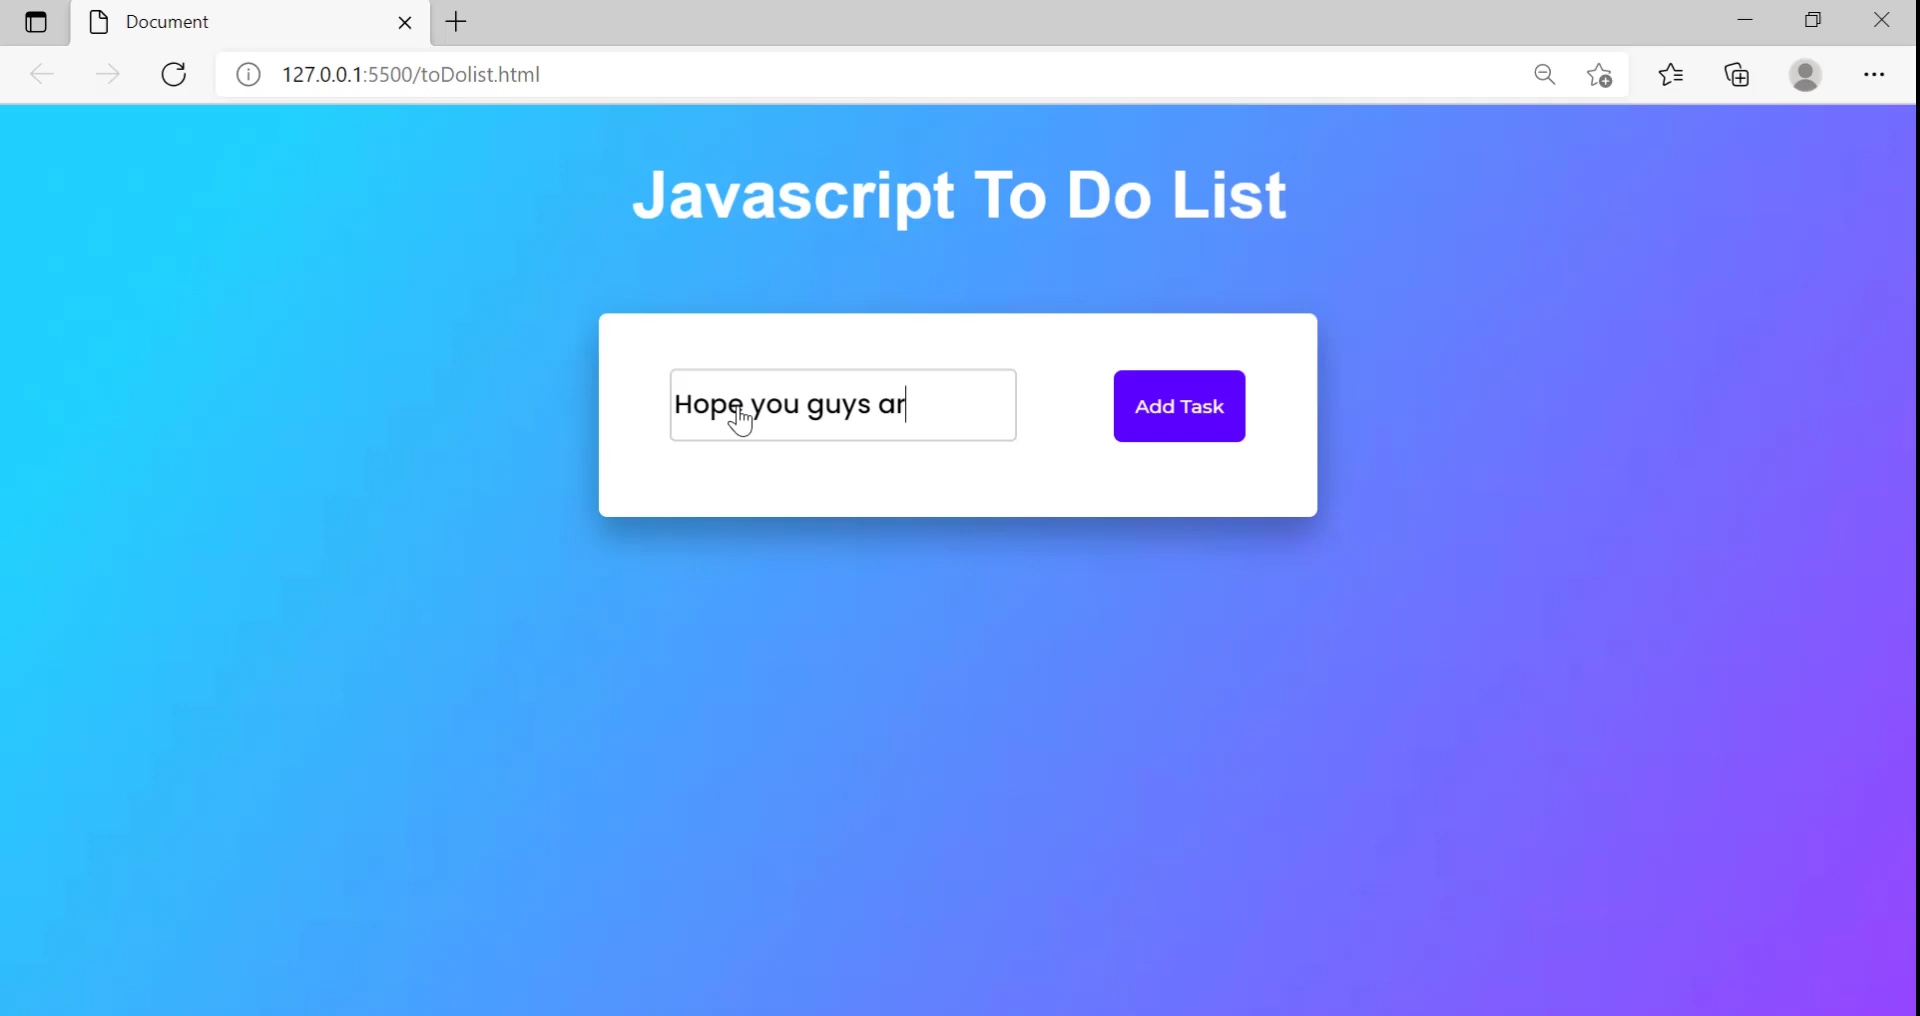 Document
127.0.0.1:5500/toDolist.html
Javascript To Do List
Hope you guys ar
Add Task